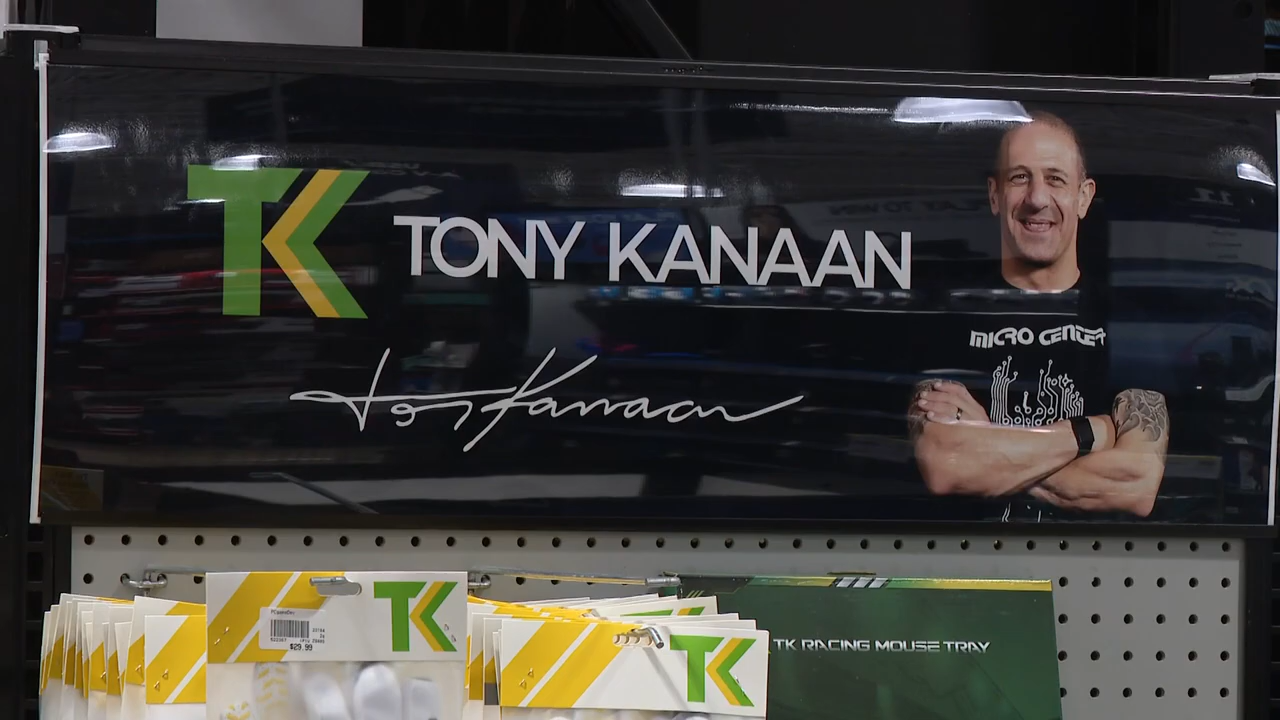 TK
TONY KANAAN
Tony Kanaan
MICRO CENTER
TK
$29.99
TK
TK RACING MOUSE TRAY